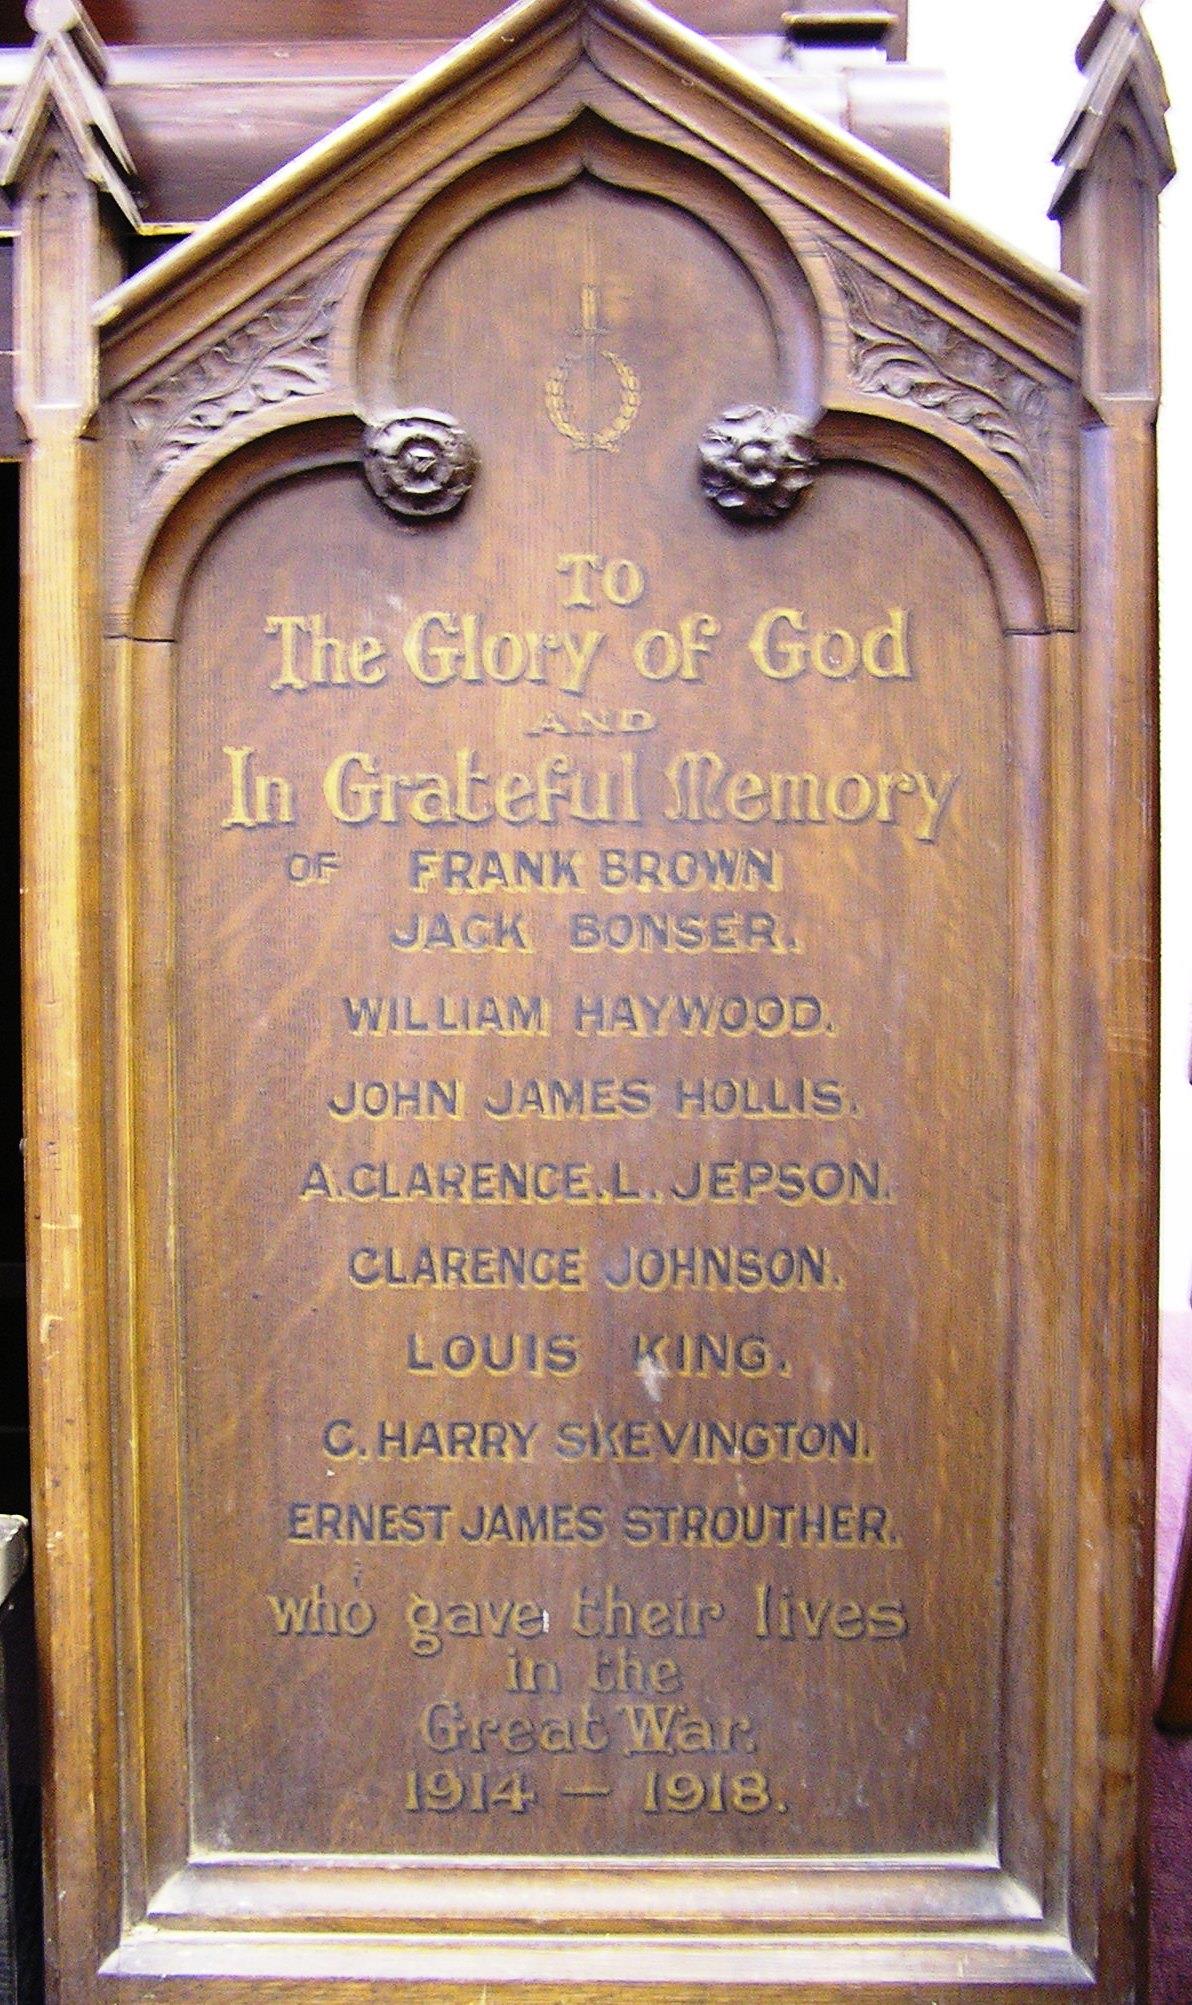 TO
The Glory of God
AND
In Grateful Memory
OF FRANK BROWN
JACK BONSER.
WILLIAM HAYWOOD.
JOHN JAMES HOLLIS.
A. CLARENCE. L. JEPSON.
CLARENCE JOHNSON.
LOUIS KING.
C. HARRY SKEVINGTON.
ERNEST JAMES STROUTHER.
who gave their lives
in the
Great War.
1914 — 1918.